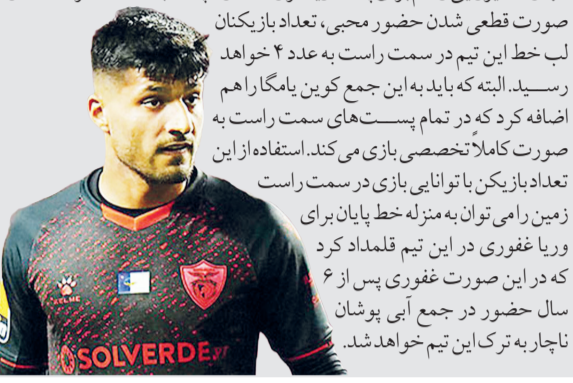 صورت قطعی شدن حضور محبی، تعداد بازیکنان
لب خط این تیم در سمت راست به عدد ۴ خواهد
رسـید. البته که باید به این جمع کوین یامگا را هم
اضافه کرد که در تمام پسـت‌های سمت راست به
صورت کاملاً تخصصی بازی می‌کند. استفاده از این
تعداد بازیکن با توانایی بازی در سمت راست
زمین را می‌توان به منزله خط پایان برای
وریا غفوری در این تیم قلمداد کرد
که در این صورت غفوری پس از ۶
سال حضور در جمع آبی پوشان
ناچار به ترک این تیم خواهد شد.
KELME
SOLVERDE.PT